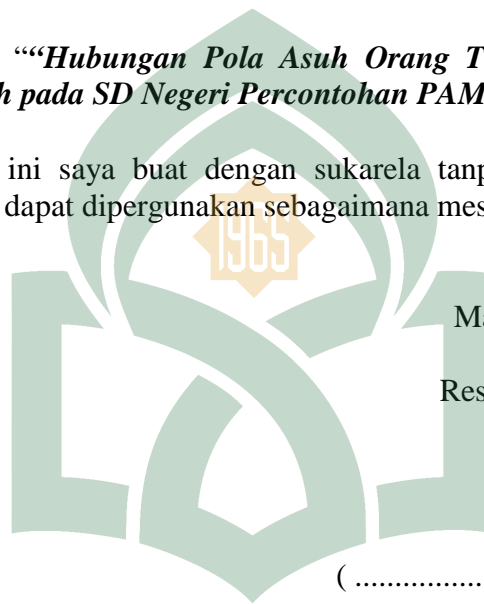 ““Hubungan Pola Asuh Orang T
h pada SD Negeri Percontohan PAM
ini saya buat dengan sukarela tanp
dapat dipergunakan sebagaimana mes
1965
Ma
Res
( .................